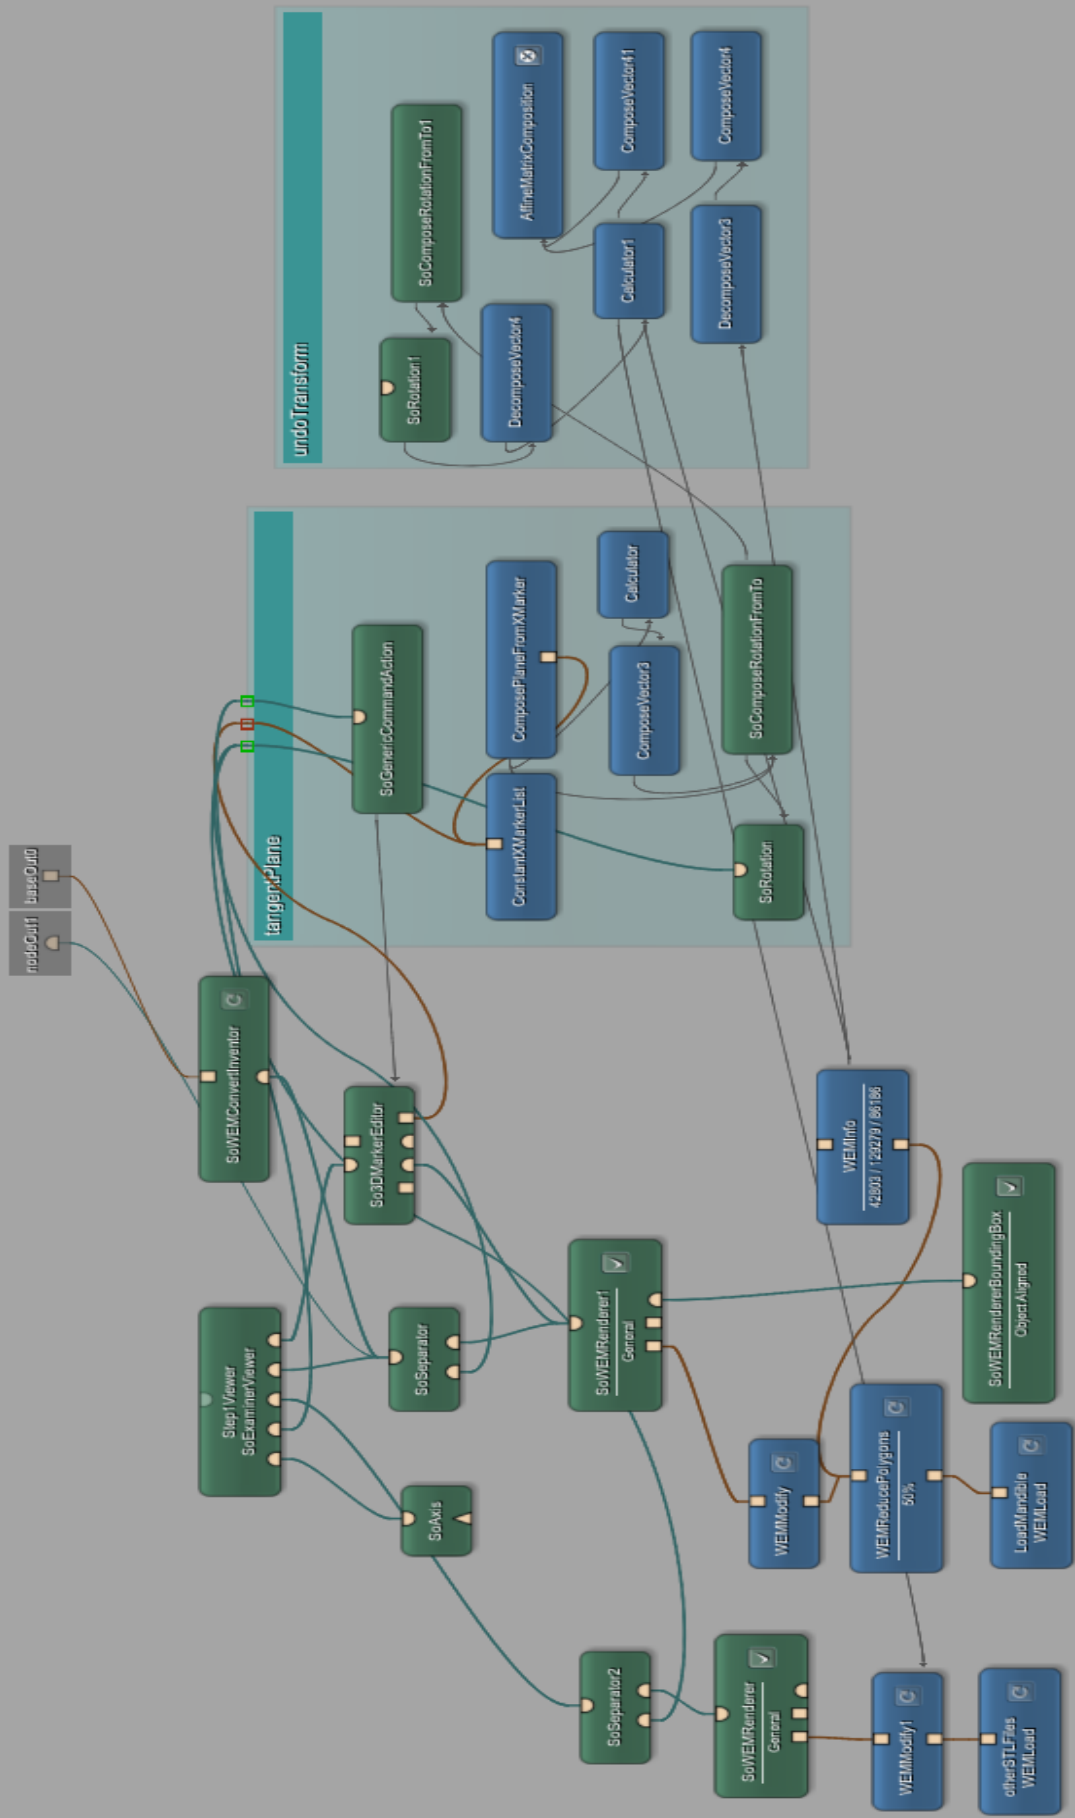 nodeOut1
baseOut0
Step1Viewer
SoExaminerViewer
SoWEMConvertInventor
tangentPlane
undoTransform
So3DMarkerEditor
SoGenericCommandAction
SoRotation1
SoComposeRotationFromTo1
SoAxis
SoSeparator
ConstantXMarkerList
ComposePlaneFromXMarker
DecomposeVector4
AffineMatrixComposition
SoSeparator2
SoWEMRenderer1
General
ComposeVector3
Calculator
Calculator1
ComposeVector41
SoWEMRenderer
General
WEMModify
SoRotation
SoComposeRotationFromTo
DecomposeVector3
ComposeVector4
WEMModify1
WEMReducePolygons
50%
WEMInfo
42803 / 129279 / 86186
otherSTLFiles
WEMLoad
LoadMandible
WEMLoad
SoWEMRendererBoundingBox
ObjectAligned